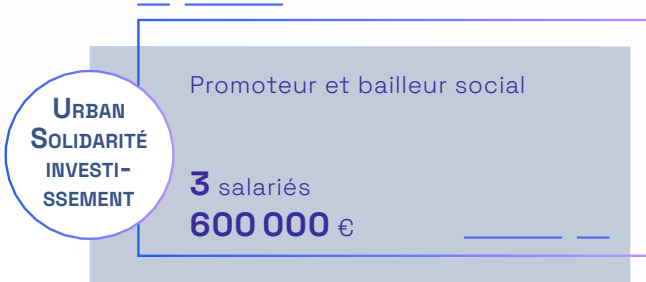 Urban
Solidarité
investi-
ssement
Promoteur et bailleur social
3 salariés
600 000 €